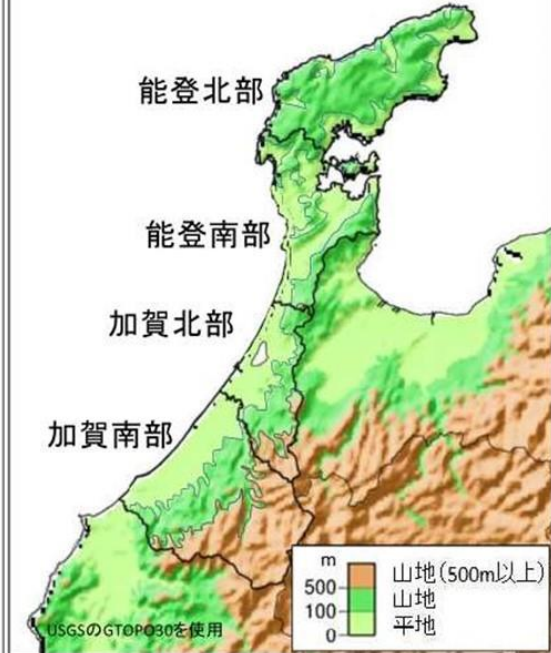 能登北部
能登南部
加賀北部
加賀南部
m
500 山地(500m以上)
100 山地
0 平地
USGSのGTOPO30を使用